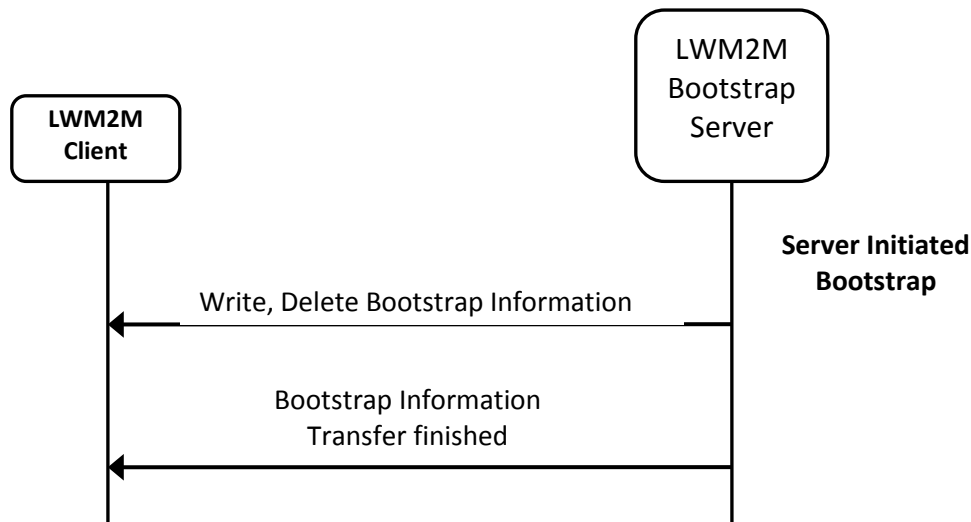 LWM2M
Bootstrap
Server
LWM2M
Client
Server Initiated
Bootstrap
Write, Delete Bootstrap Information
Bootstrap Information
Transfer finished